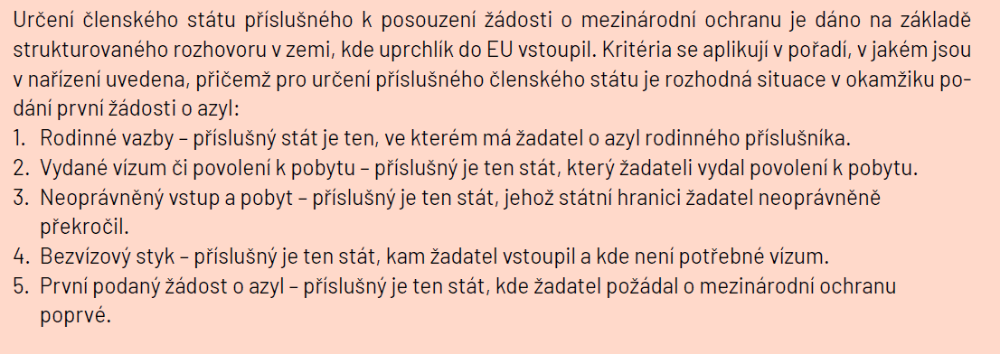 Určení členského státu příslušného k posouzení žádosti o mezinárodní ochranu je dáno na základě
strukturovaného rozhovoru v zemi, kde uprchlík do EU vstoupil. Kritéria se aplikují v pořadí, v jakém jsou
v nařízení uvedena, přičemž pro určení příslušného členského státu je rozhodná situace v okamžiku po-
dání první žádosti o azyl:
1. Rodinné vazby – příslušný stát je ten, ve kterém má žadatel o azyl rodinného příslušníka.
2. Vydané vízum či povolení k pobytu – příslušný je ten stát, který žadateli vydal povolení k pobytu.
3. Neoprávněný vstup a pobyt – příslušný je ten stát, jehož státní hranici žadatel neoprávněně
překročil.
4. Bezvízový styk – příslušný je ten stát, kam žadatel vstoupil a kde není potřebné vízum.
5. První podaný žádost o azyl – příslušný je ten stát, kde žadatel požádal o mezinárodní ochranu
poprvé.